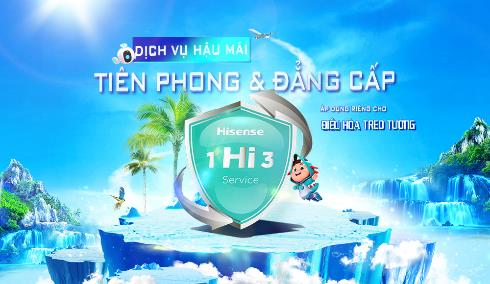 DỊCH VỤ HẬU MÃI
TIÊN PHONG & ĐẲNG CẤP
ÁP DỤNG RIÊNG CHO
ĐIỀU HÒA TREO TƯỜNG
Hisense
1 Hi 3
Service